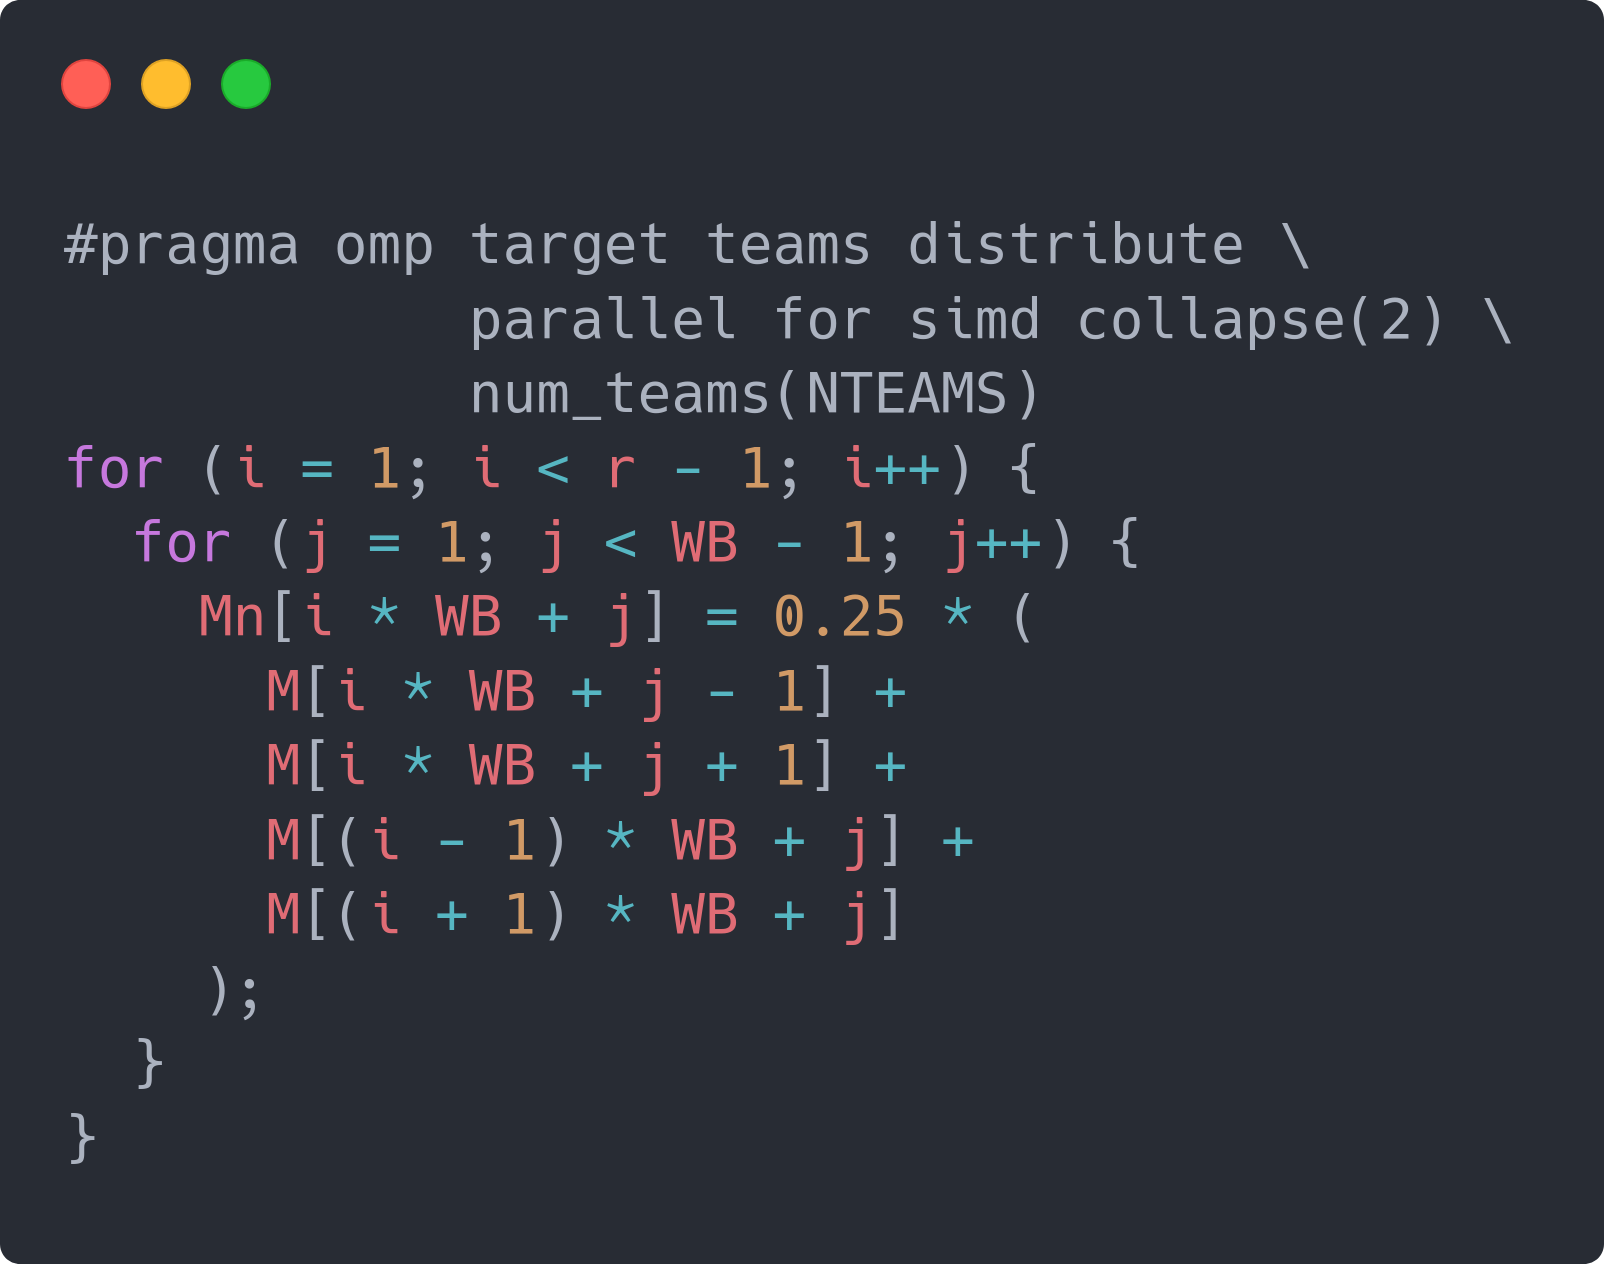 #pragma omp target teams distribute \
            parallel for simd collapse(2) \
            num_teams(NTEAMS)
for (i = 1; i < r - 1; i++) {
  for (j = 1; j < WB - 1; j++) {
    Mn[i * WB + j] = 0.25 * (
      M[i * WB + j - 1] +
      M[i * WB + j + 1] +
      M[(i - 1) * WB + j] +
      M[(i + 1) * WB + j]
    );
  }
}